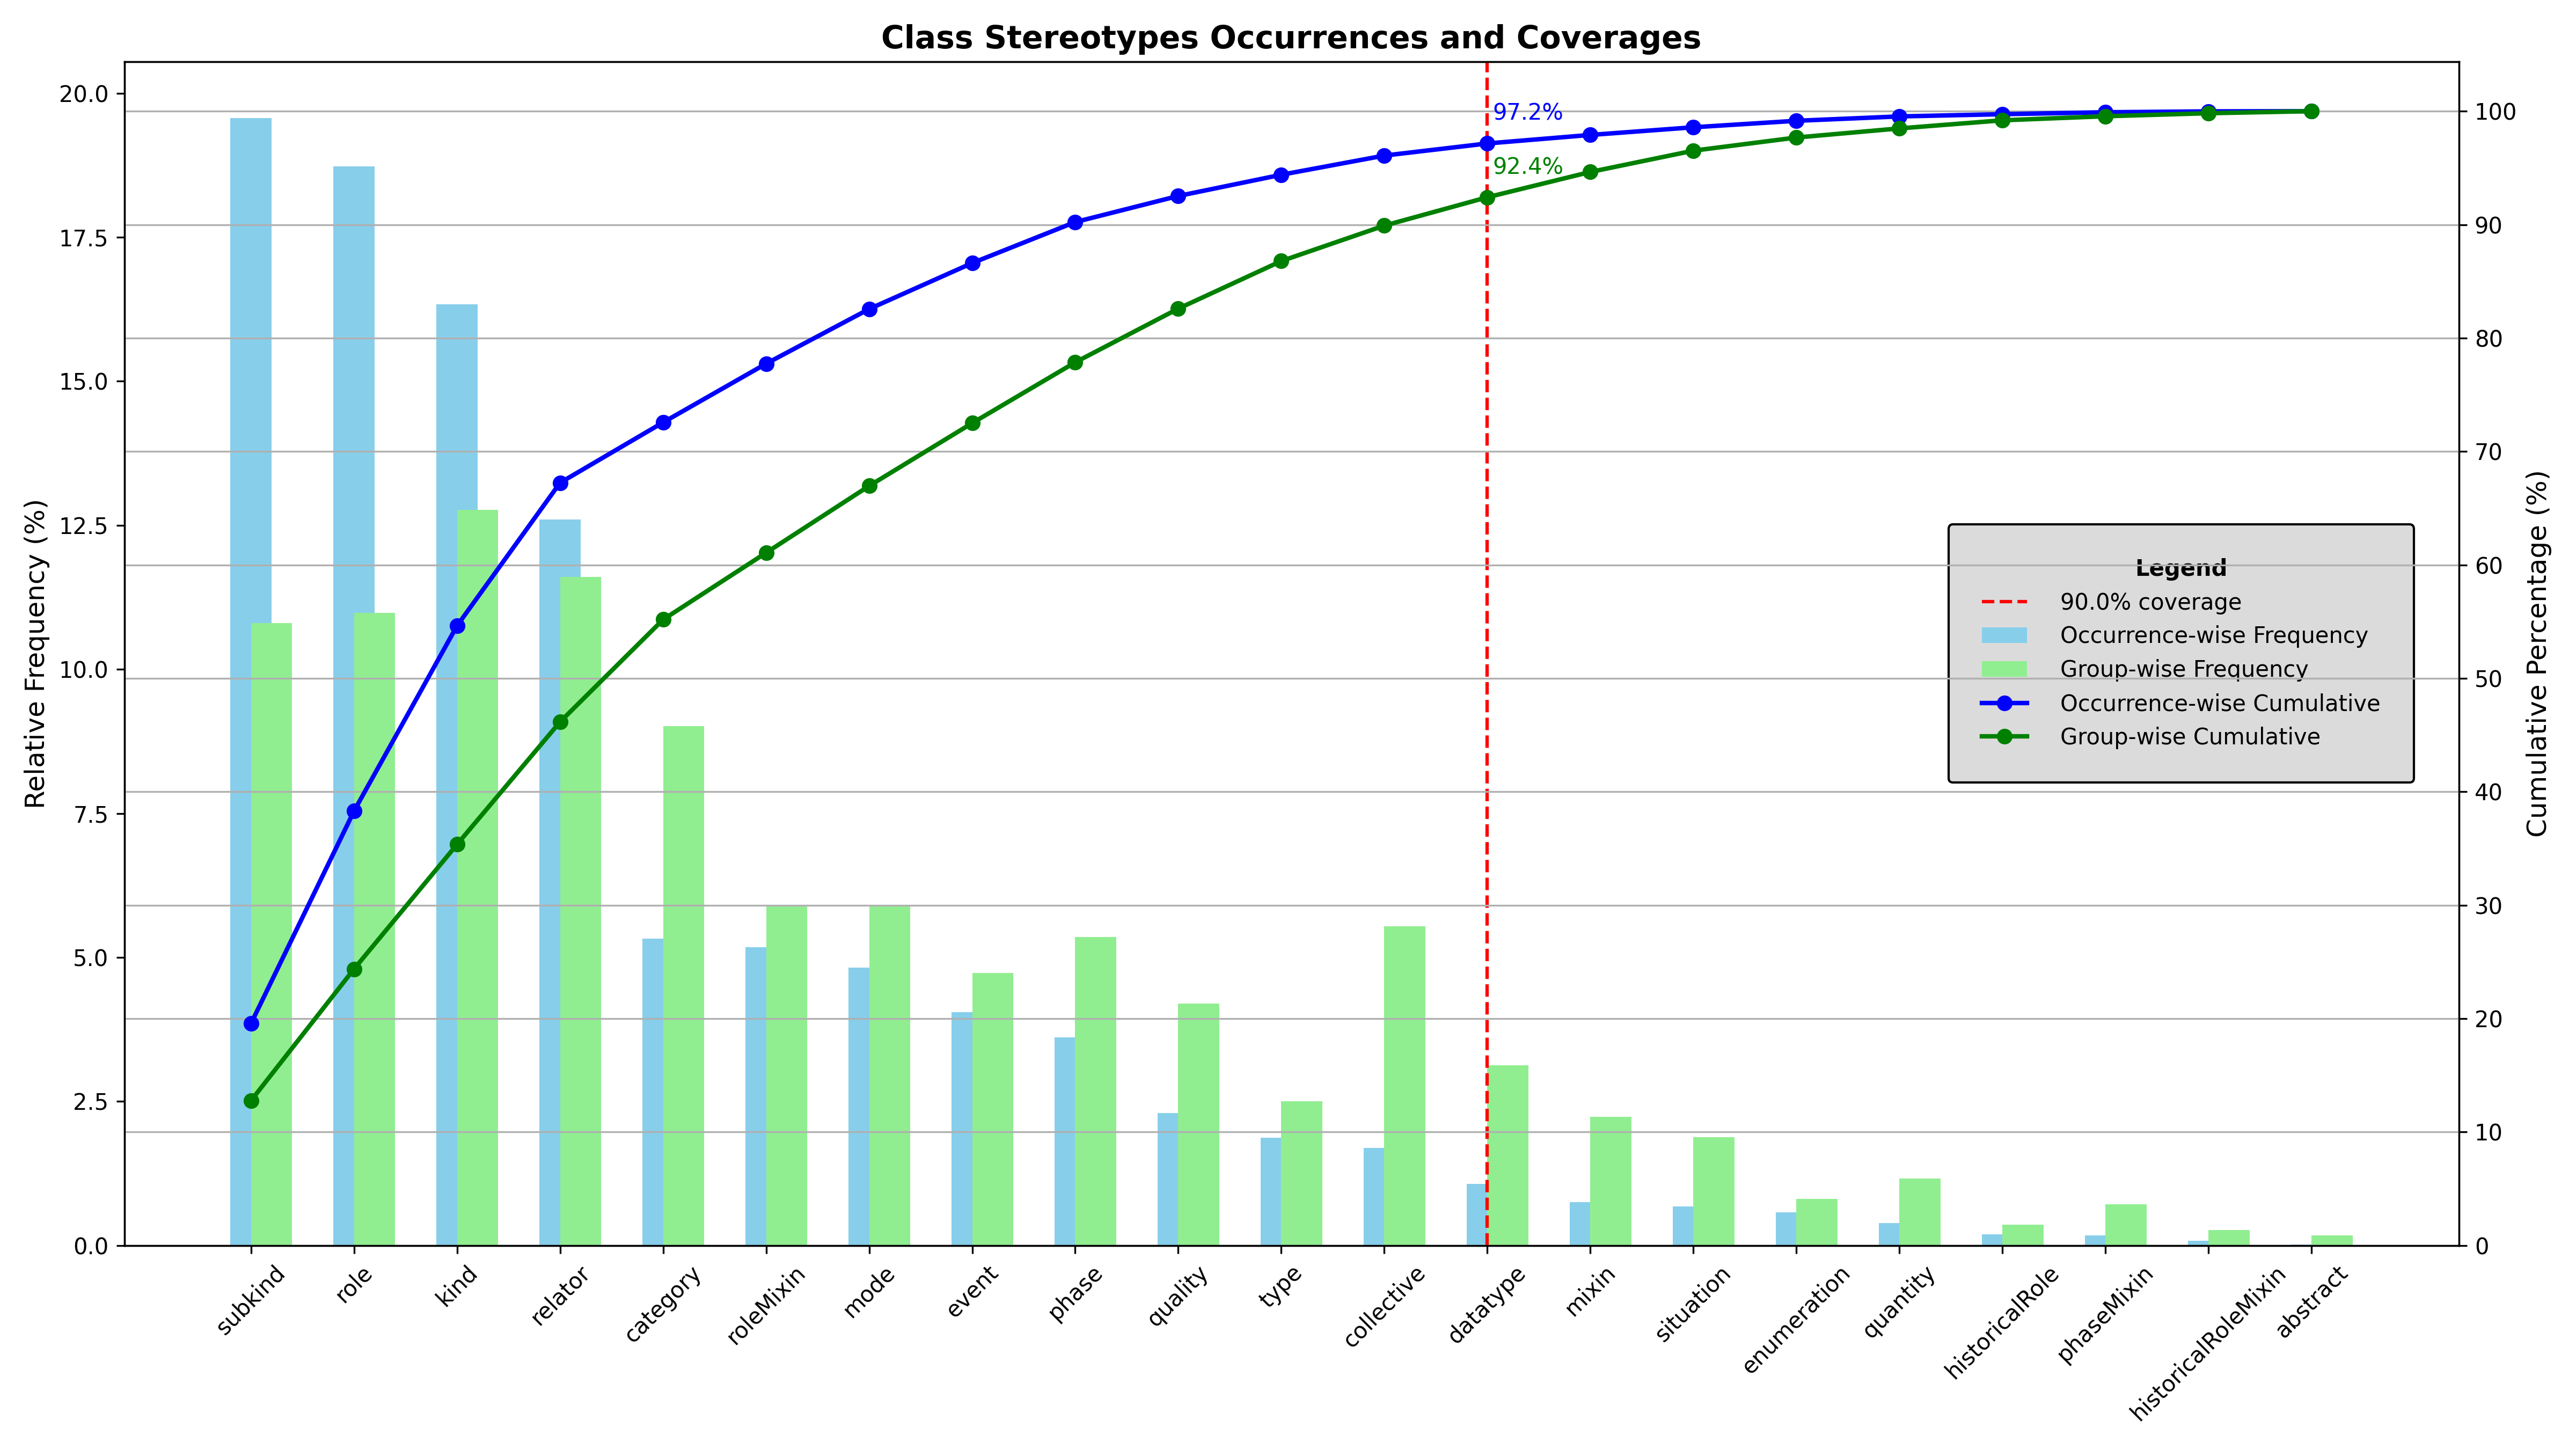 Class Stereotypes Occurrences and Coverages
Relative Frequency (%)
20.0
17.5
15.0
12.5
10.0
7.5
5.0
2.5
0.0
97.2%
92.4%
100
90
80
70
60
50
40
30
20
10
0
Cumulative Percentage (%)
Legend
90.0% coverage
Occurrence-wise Frequency
Group-wise Frequency
Occurrence-wise Cumulative
Group-wise Cumulative
subkind
role
kind
relator
category
roleMixin
mode
event
phase
quality
type
collective
datatype
mixin
situation
enumeration
quantity
historicalRole
phaseMixin
historicalRoleMixin
abstract